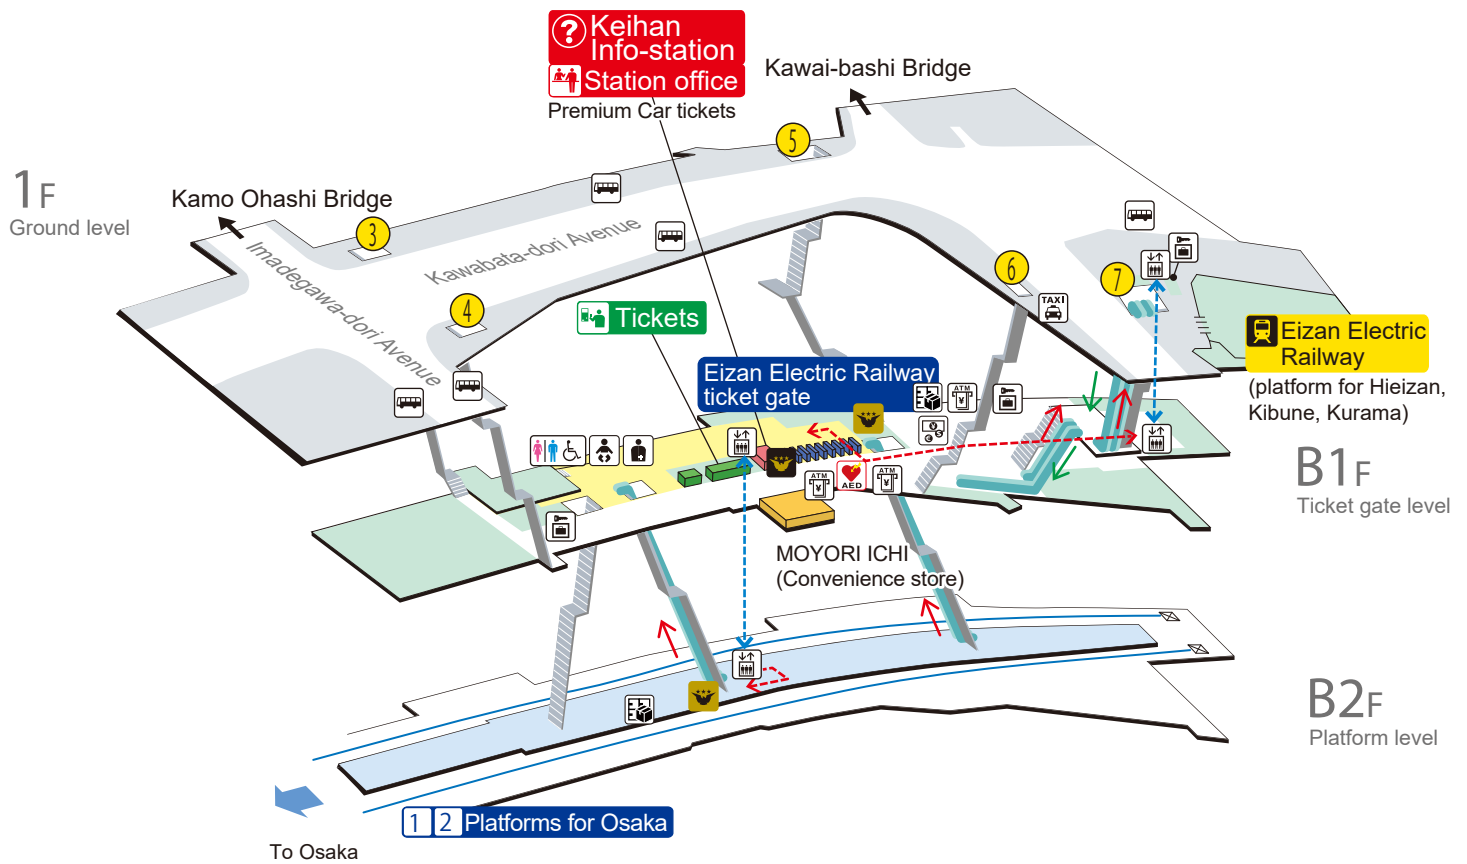 ?
Keihan
Info-station
Station office
Premium Car tickets
Kawai-bashi Bridge
1F
Ground level
Kamo Ohashi Bridge
3
4
5
6
7
Imadegawa-dori Avenue
Kawabata-dori Avenue
TAXI
Tickets
Eizan Electric Railway
ticket gate
Eizan Electric
Railway
(platform for Hieizan,
Kibune, Kurama)
ATM
¥
ATM
¥
AED
ATM
¥
B1F
Ticket gate level
MOYORI ICHI
(Convenience store)
B2F
Platform level
1 2 Platforms for Osaka
To Osaka